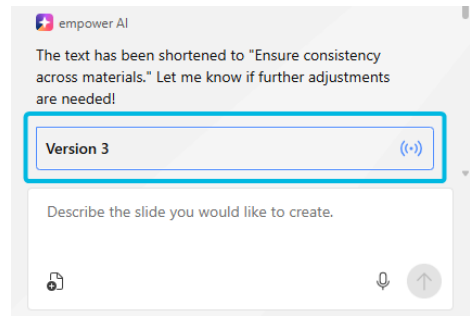 empower AI
The text has been shortened to "Ensure consistency
across materials." Let me know if further adjustments
are needed!
Version 3
Describe the slide you would like to create.